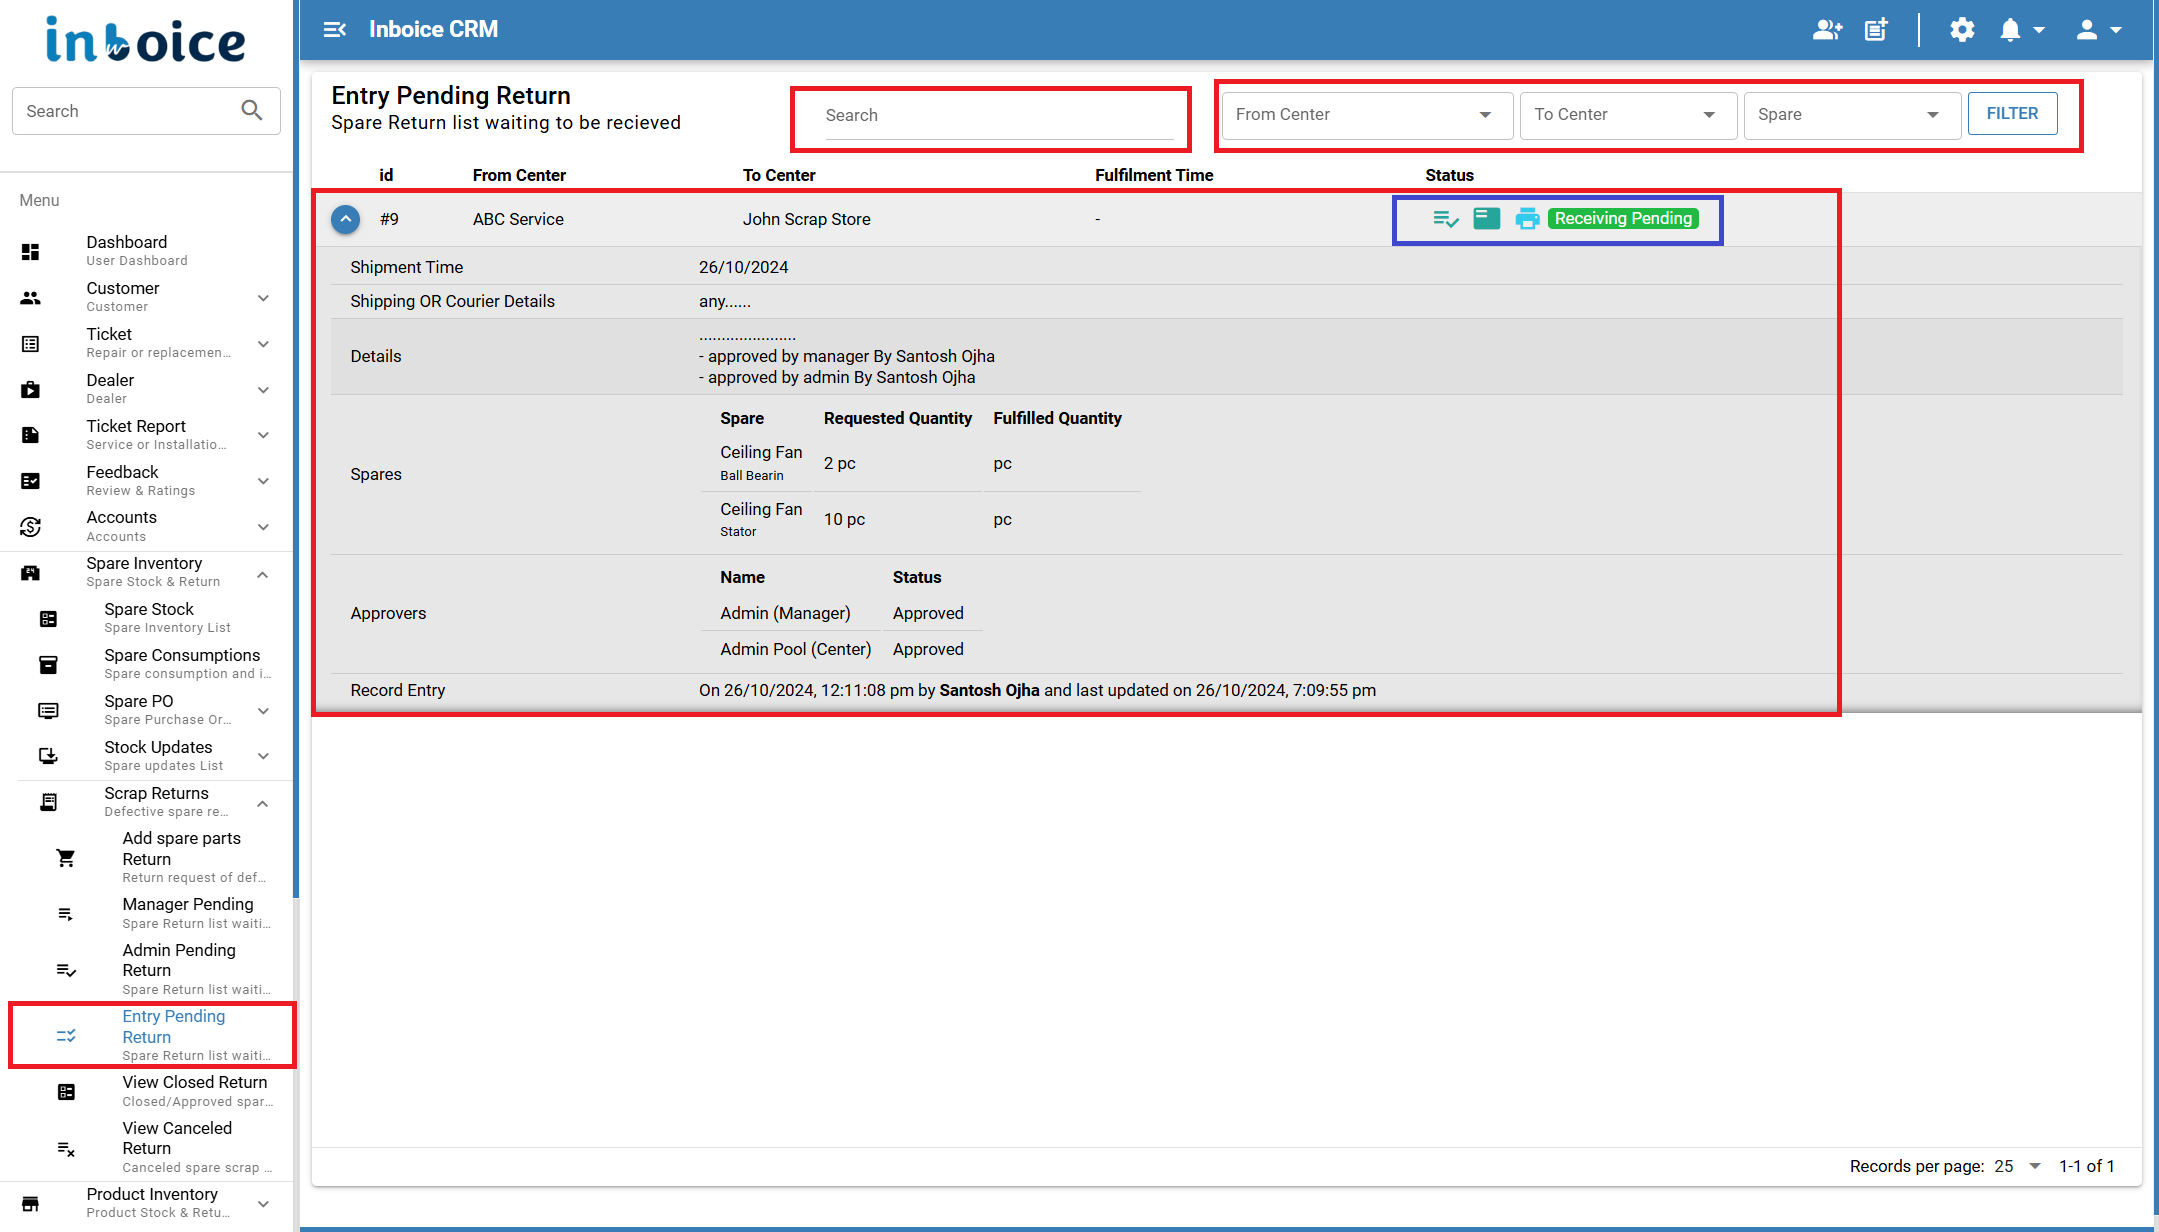 inboice
Search
Menu
Dashboard
User Dashboard
Customer
Customer
Ticket
Repair or replacemen...
Dealer
Dealer
Ticket Report
Service or Installatio...
Feedback
Review & Ratings
Accounts
Accounts
Spare Inventory
Spare Stock & Return
Spare Stock
Spare Inventory List
Spare Consumptions
Spare consumption and i...
Spare PO
Spare Purchase Or...
Stock Updates
Spare updates List
Scrap Returns
Defective spare re...
Add spare parts
Return
Return request of def...
Manager Pending
Spare Return list waiti...
Admin Pending
Return
Spare Return list waiti...
Entry Pending
Return
Spare Return list waiti...
View Closed Return
Closed/Approved spar...
View Canceled
Return
Canceled spare scrap ...
Product Inventory
Product Stock & Retu...
Inboice CRM
Entry Pending Return
Spare Return list waiting to be recieved
Search
From Center
To Center
Spare
FILTER
id From Center To Center Fulfilment Time Status
#9 ABC Service John Scrap Store - Receiving Pending
Shipment Time 26/10/2024
Shipping OR Courier Details any......
Details
......................
- approved by manager By Santosh Ojha
- approved by admin By Santosh Ojha
Spares
Spare Requested Quantity Fulfilled Quantity
Ceiling Fan
Ball Bearin
2 pc pc
Ceiling Fan
Stator
10 pc pc
Approvers
Name Status
Admin (Manager) Approved
Admin Pool (Center) Approved
Record Entry On 26/10/2024, 12:11:08 pm by Santosh Ojha and last updated on 26/10/2024, 7:09:55 pm
Records per page: 25 1-1 of 1